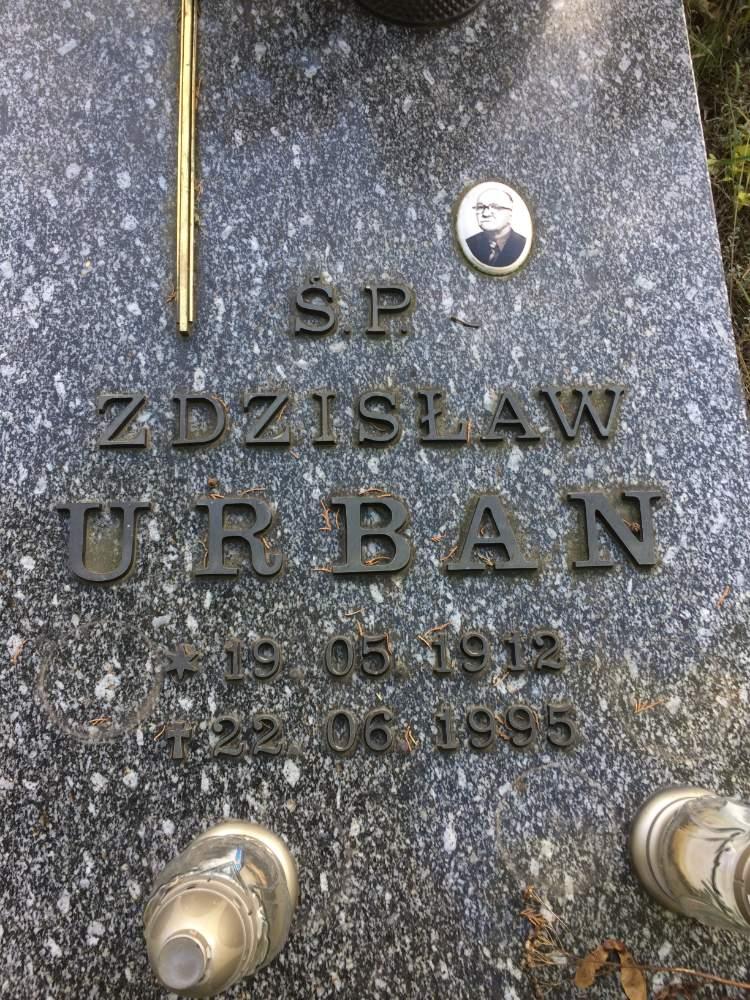 Ś.P.
ZDZISŁAW
URBAN
* 19. 05. 1912
† 22. 06. 1995